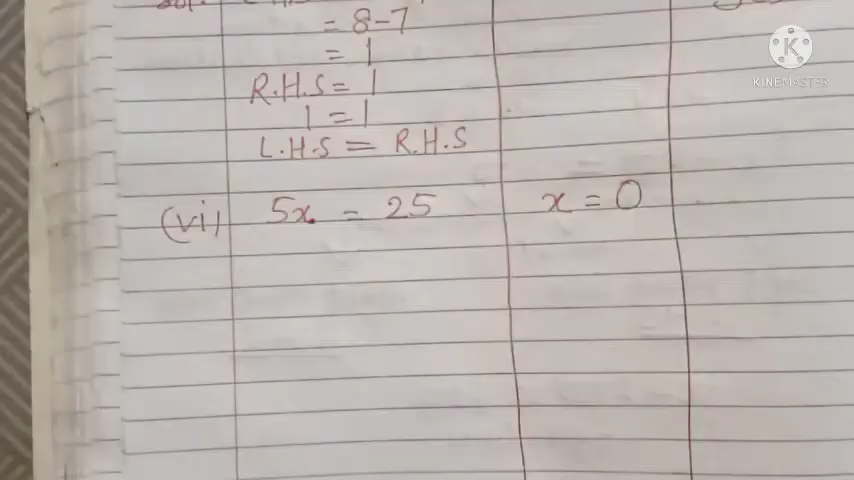 = 8-7
= 1
R.H.S = 1
1 = 1
L.H.S = R.H.S
(vi) 5x = 25 x = 0
KINEMASTER